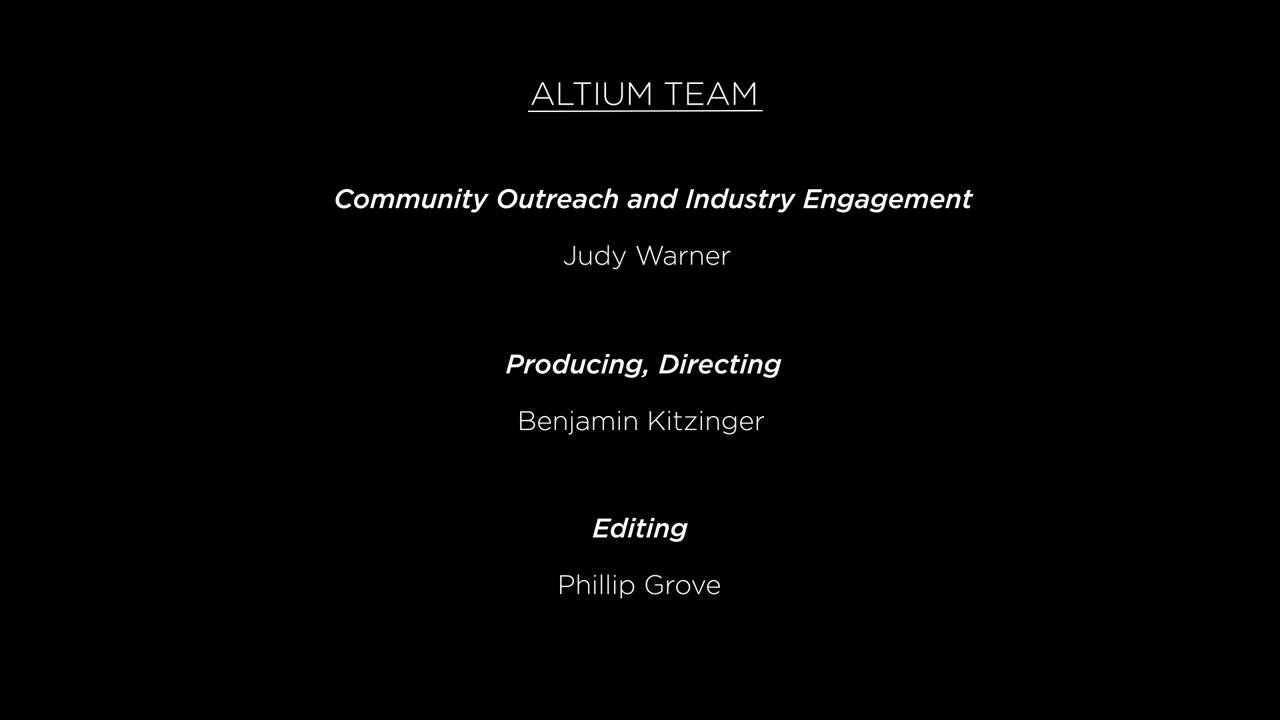 ALTIUM TEAM
Community Outreach and Industry Engagement
Judy Warner
Producing, Directing
Benjamin Kitzinger
Editing
Phillip Grove